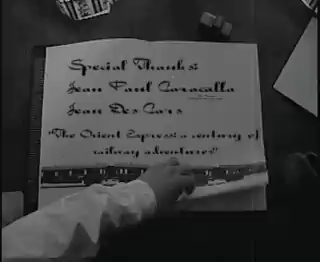 Special Thanks:
Jean Paul Caracalla
Jean Des Cars
"The Orient Express: a century of
railway adventures"